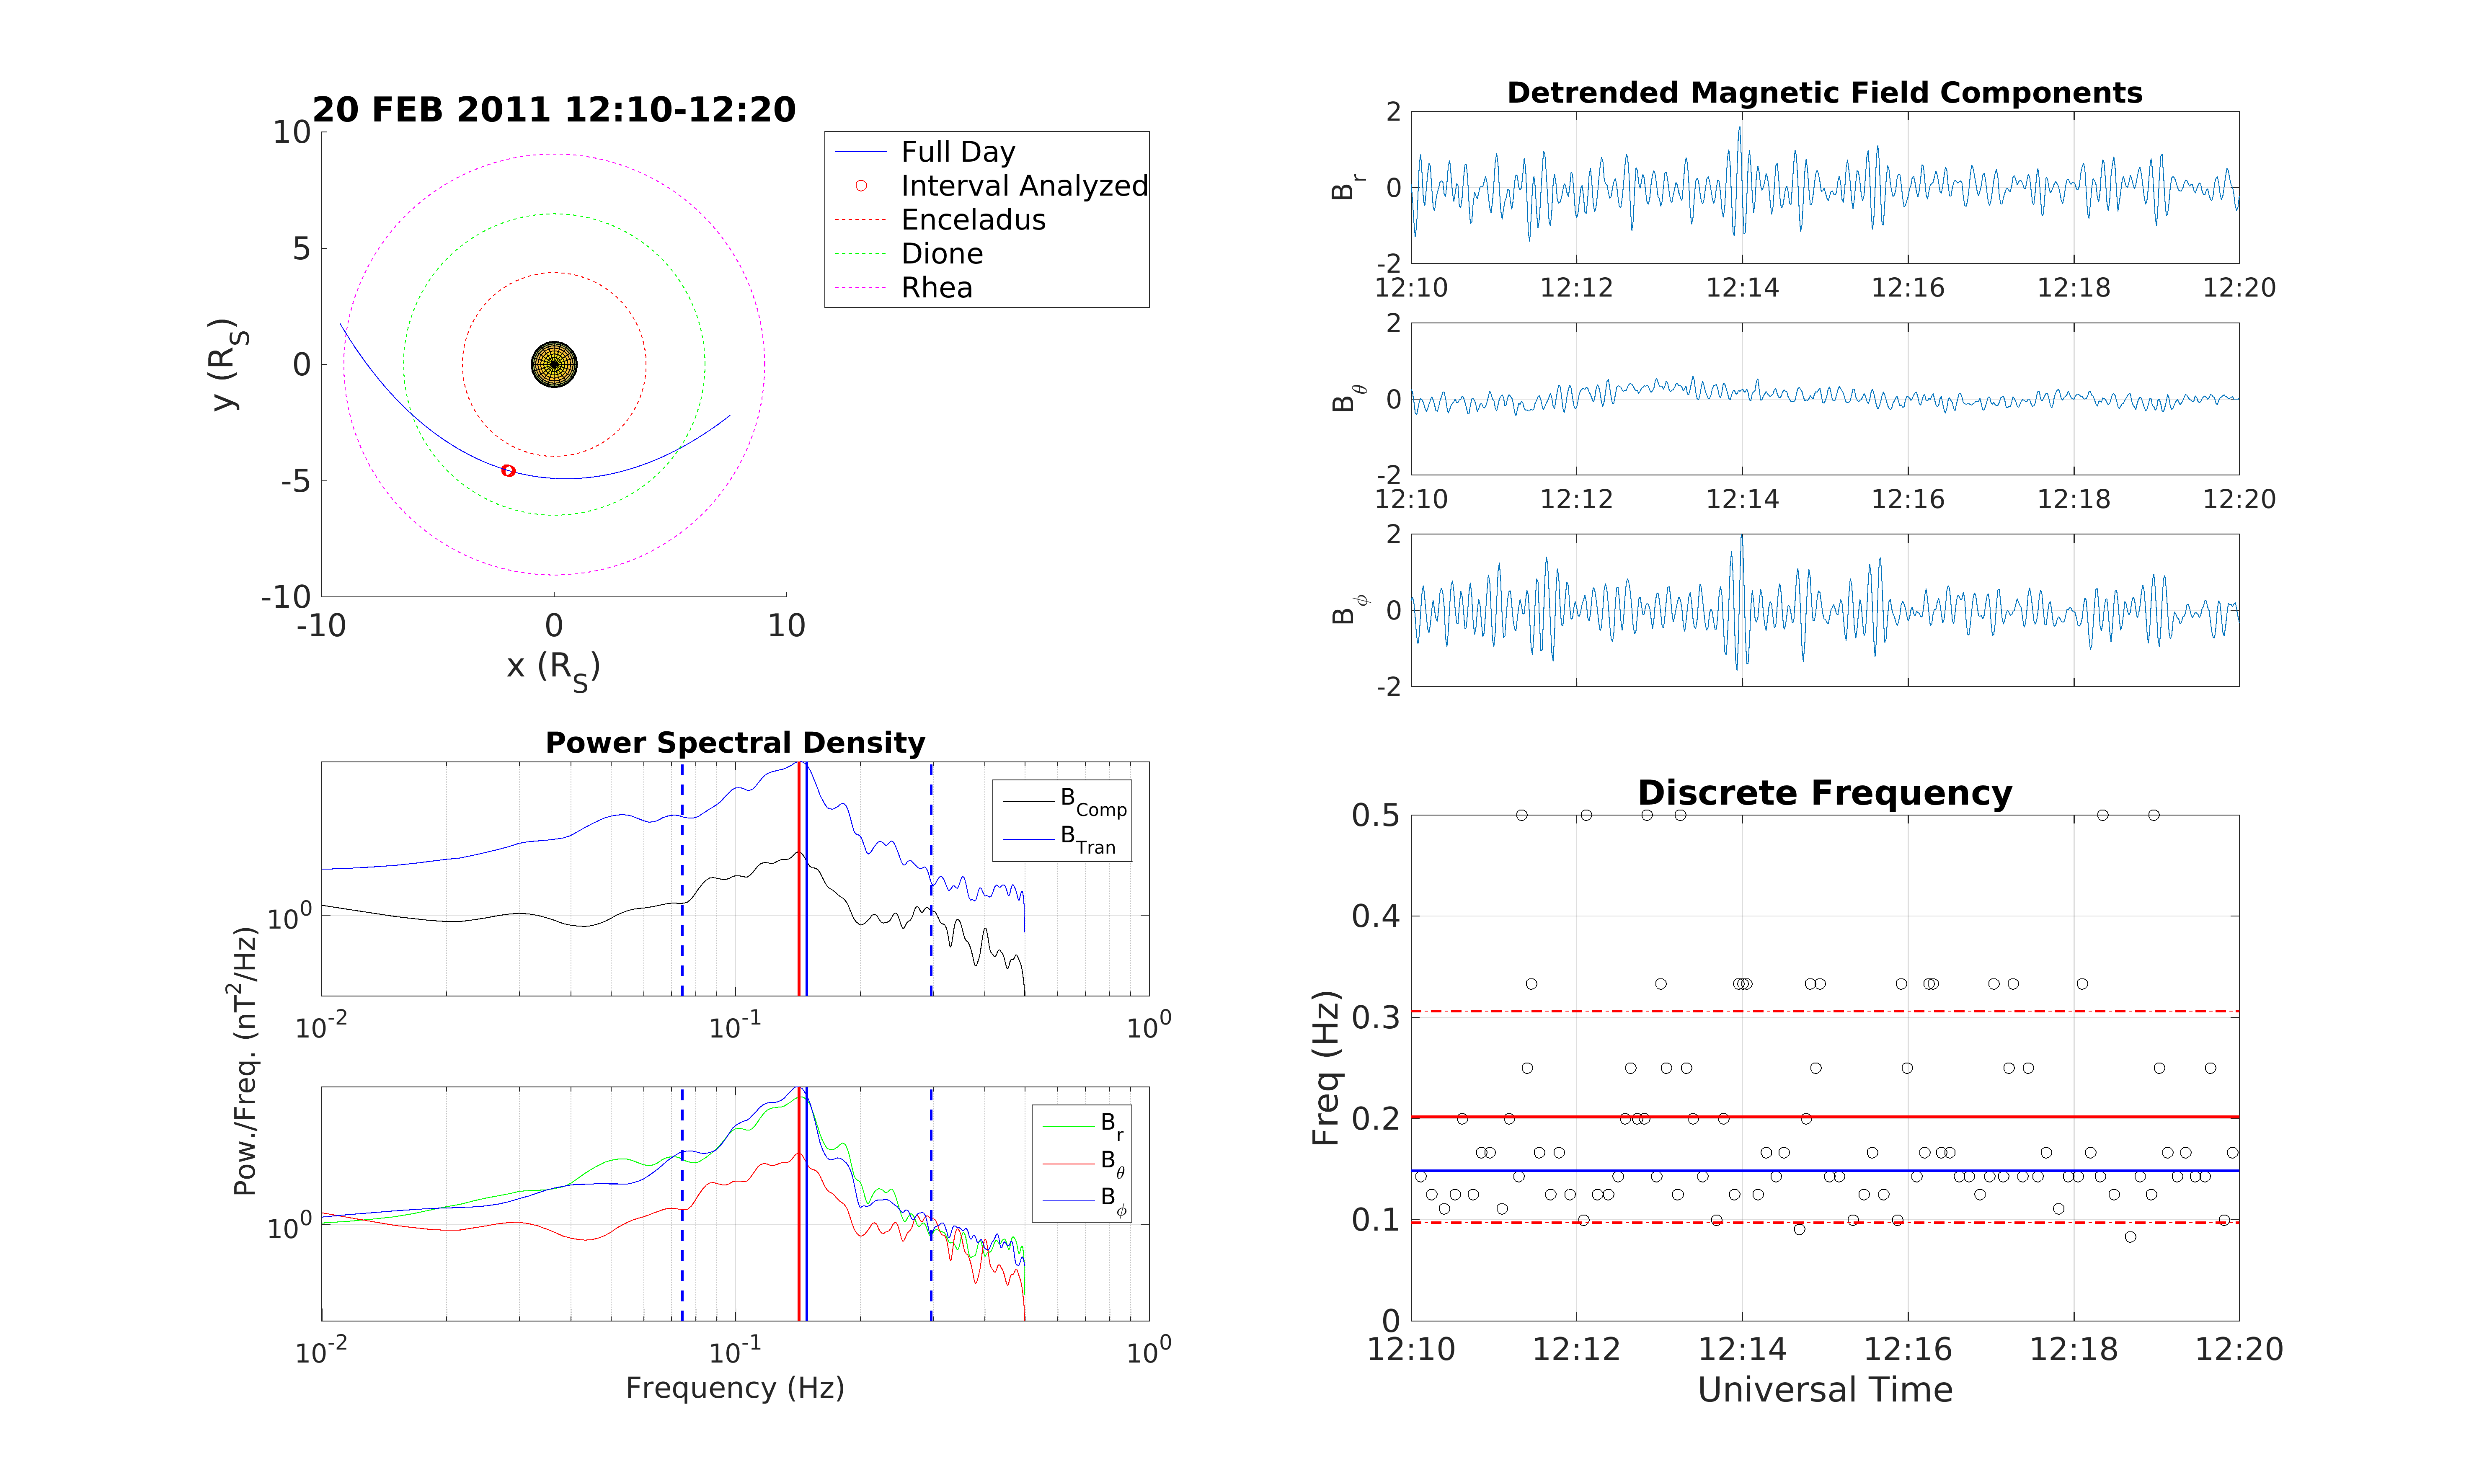 20 FEB 2011 12:10-12:20
10
5
0
-5
-10
-10
0
10
y (R_S)
x (R_S)
Full Day
Interval Analyzed
Enceladus
Dione
Rhea
Detrended Magnetic Field Components
B_r
2
0
-2
12:10
12:12
12:14
12:16
12:18
12:20
B_θ
2
0
-2
12:10
12:12
12:14
12:16
12:18
12:20
B_ϕ
2
0
-2
Power Spectral Density
Pow./Freq. (nT^2/Hz)
10^0
B_Comp
B_Tran
10^-2
10^-1
10^0
10^0
B_r
B_θ
B_ϕ
10^-2
10^-1
10^0
Frequency (Hz)
Discrete Frequency
Freq (Hz)
0.5
0.4
0.3
0.2
0.1
0
12:10
12:12
12:14
12:16
12:18
12:20
Universal Time